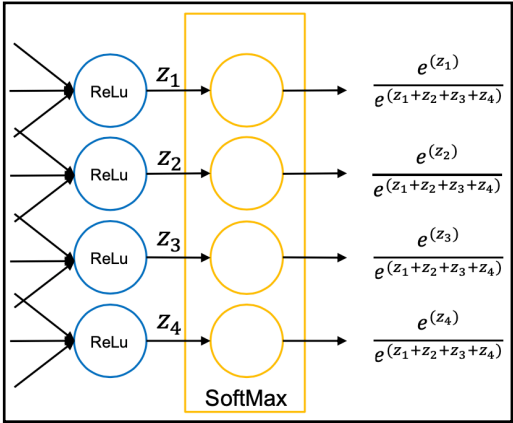 ReLu z₁ e^(z₁) / e^(z₁+z₂+z₃+z₄)
ReLu z₂ e^(z₂) / e^(z₁+z₂+z₃+z₄)
ReLu z₃ e^(z₃) / e^(z₁+z₂+z₃+z₄)
ReLu z₄ e^(z₄) / e^(z₁+z₂+z₃+z₄)
SoftMax